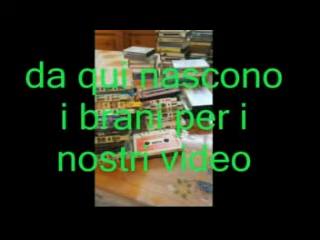 da qui nascono
i brani per i
nostri video